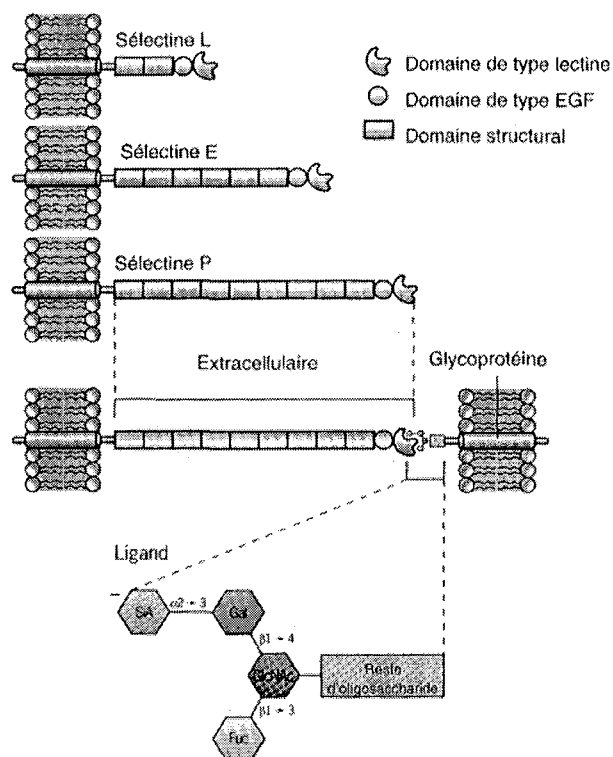 Sélectine L
Domaine de type lectine
Domaine de type EGF
Domaine structural
Sélectine E
Sélectine P
Extracellulaire
Glycoprotéine
Ligand
–
SiA
α2 → 3
Gal
β1 → 4
GlcNAc
Reste
d'oligosaccharide
β1 → 3
Fuc